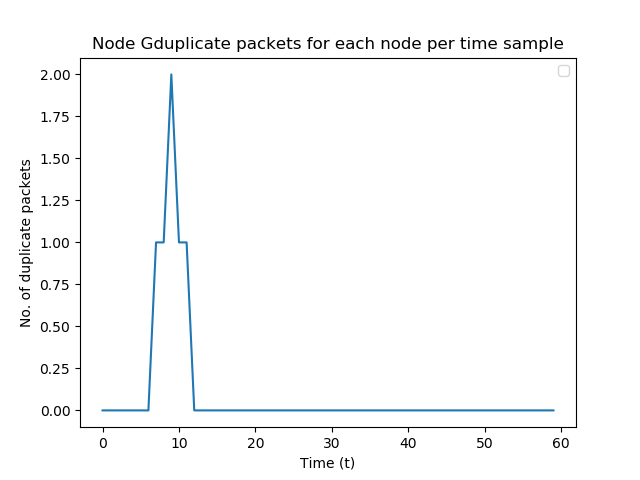 Node Gduplicate packets for each node per time sample
2.00
1.75
1.50
1.25
1.00
0.75
0.50
0.25
0.00
No. of duplicate packets
0 10 20 30 40 50 60
Time (t)